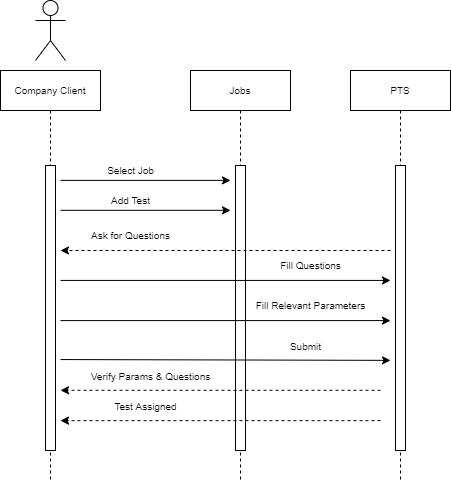 Company Client
Jobs
PTS
Select Job
Add Test
Ask for Questions
Fill Questions
Fill Relevant Parameters
Submit
Verify Params & Questions
Test Assigned